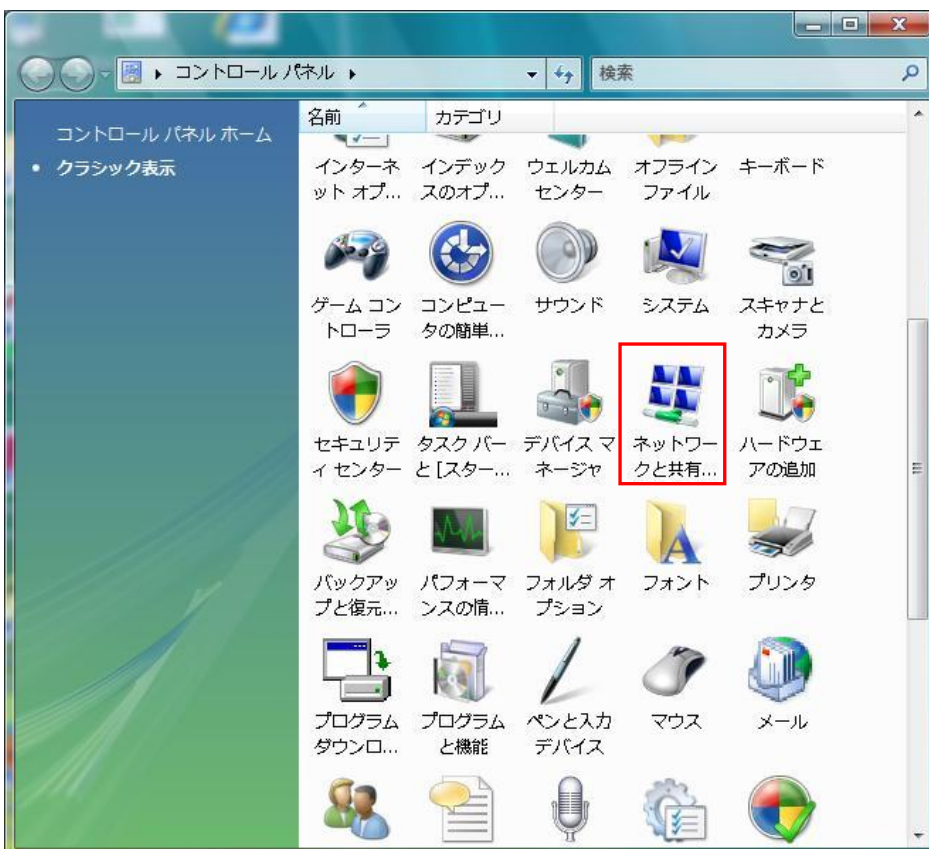 コントロール パネル
検索
コントロール パネル ホーム
• クラシック表示
名前
カテゴリ
インターネ
ット オプ...
インデック
スのオプ...
ウェルカム
センター
オフライン
ファイル
キーボード
ゲーム コン
トローラ
コンピュー
タの簡単...
サウンド
システム
スキャナと
カメラ
セキュリテ
ィ センター
タスク バー
と [スター...
デバイス マ
ネージャ
ネットワー
クと共有...
ハードウェ
アの追加
バックアッ
プと復元...
パフォーマ
ンスの情...
フォルダ オ
プション
フォント
プリンタ
プログラム
ダウンロ...
プログラム
と機能
ペンと入力
デバイス
マウス
メール